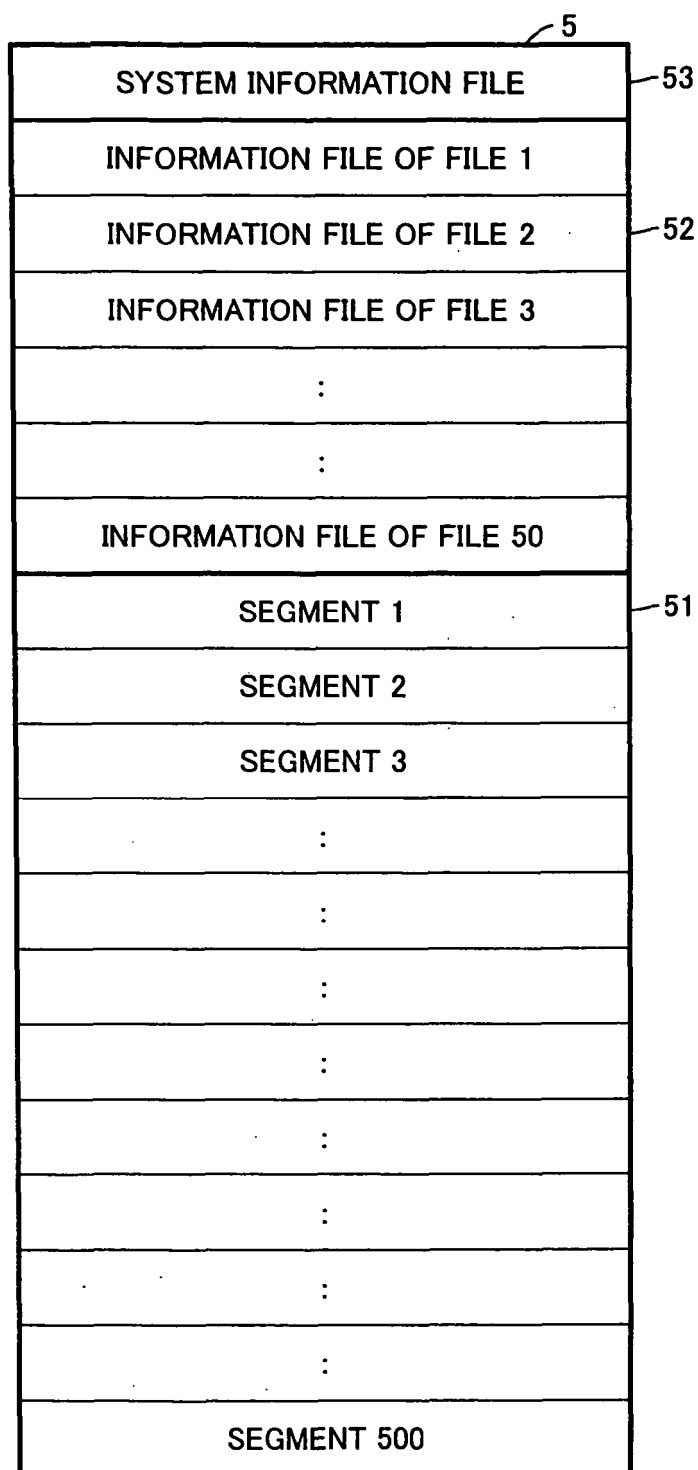 5
SYSTEM INFORMATION FILE 53
INFORMATION FILE OF FILE 1
INFORMATION FILE OF FILE 2 52
INFORMATION FILE OF FILE 3
:
:
INFORMATION FILE OF FILE 50
SEGMENT 1 51
SEGMENT 2
SEGMENT 3
:
:
:
:
:
:
:
:
SEGMENT 500